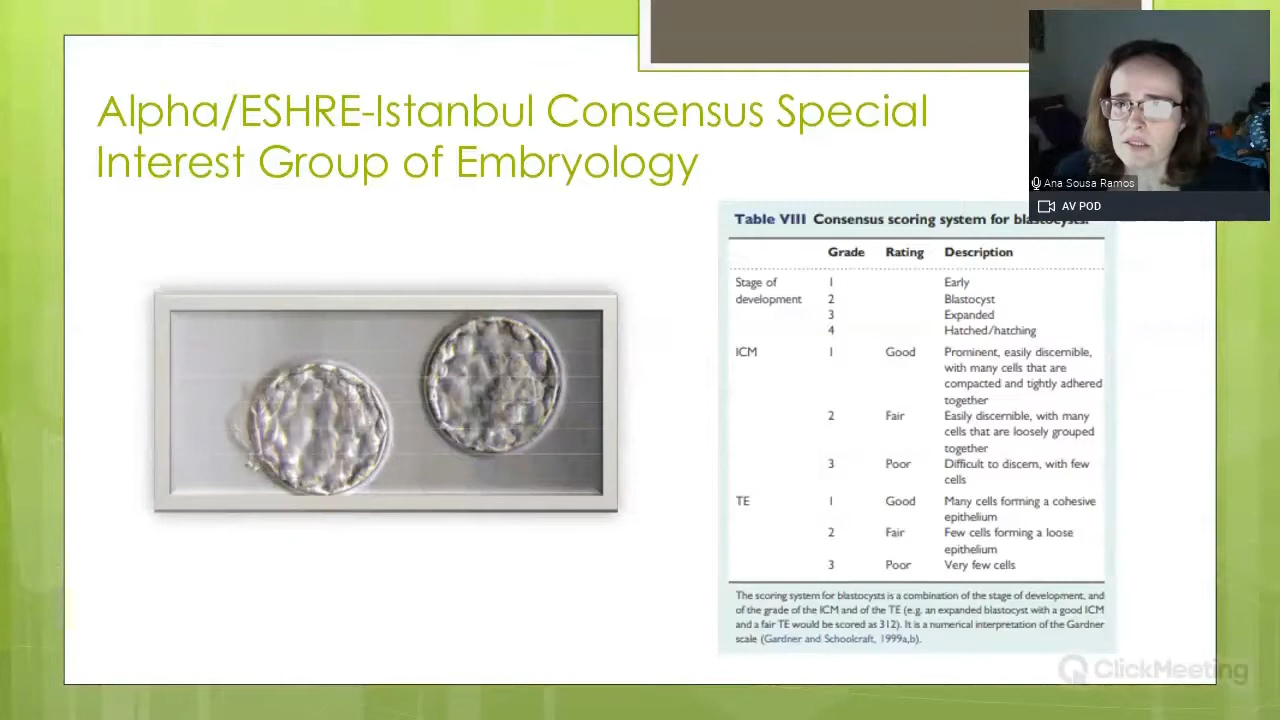 Alpha/ESHRE-Istanbul Consensus Special
Interest Group of Embryology
Ana Sousa Ramos
AV POD
Table VIII Consensus scoring system for blastocysts.
Grade Rating Description
Stage of 1 Early
development 2 Blastocyst
3 Expanded
4 Hatched/hatching
ICM 1 Good Prominent, easily discernible,
with many cells that are
compacted and tightly adhered
together
2 Fair Easily discernible, with many
cells that are loosely grouped
together
3 Poor Difficult to discern, with few
cells
TE 1 Good Many cells forming a cohesive
epithelium
2 Fair Few cells forming a loose
epithelium
3 Poor Very few cells
The scoring system for blastocysts is a combination of the stage of development, and
of the grade of the ICM and of the TE (e.g. an expanded blastocyst with a good ICM
and a fair TE would be scored as 312). It is a numerical interpretation of the Gardner
scale (Gardner and Schoolcraft, 1999a,b).
ClickMeeting